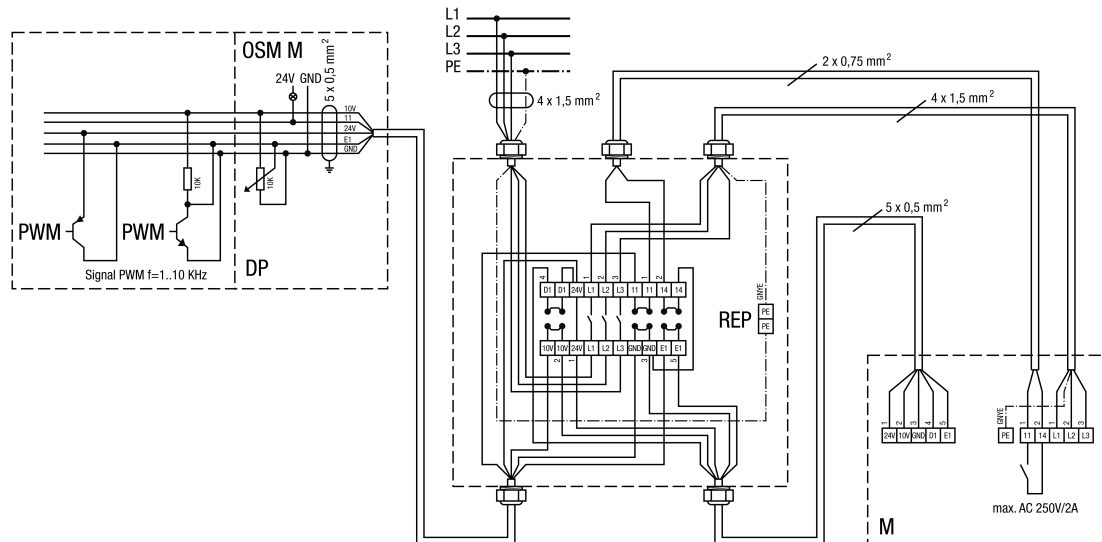 L1
L2
L3
PE
4 x 1,5 mm²
2 x 0,75 mm²
4 x 1,5 mm²
5 x 0,5 mm²
OSM M
24V GND
5 x 0,5 mm²
10V
11
24V
E1
GND
10K
10K
PWM
PWM
Signal PWM f=1..10 KHz
DP
4 1 2 3 1 2
D1 D1 24V L1 L2 L3 11 11 14 14
10V 10V 24V L1 L2 L3 GND GND E1 E1
2 1 3 5
GNYE
REP
PE
PE
1 2 3 4 5
24V 10V GND D1 E1
GNYE
1 2 1 2 3
PE 11 14 L1 L2 L3
max. AC 250V/2A
M